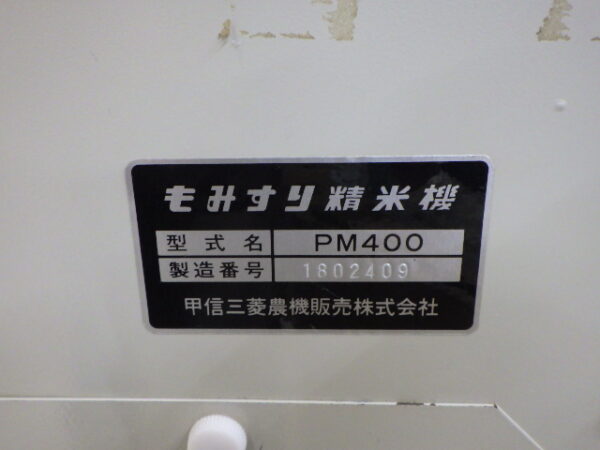 もみすり精米機
型式名 PM400
製造番号 1802409
甲信三菱農機販売株式会社